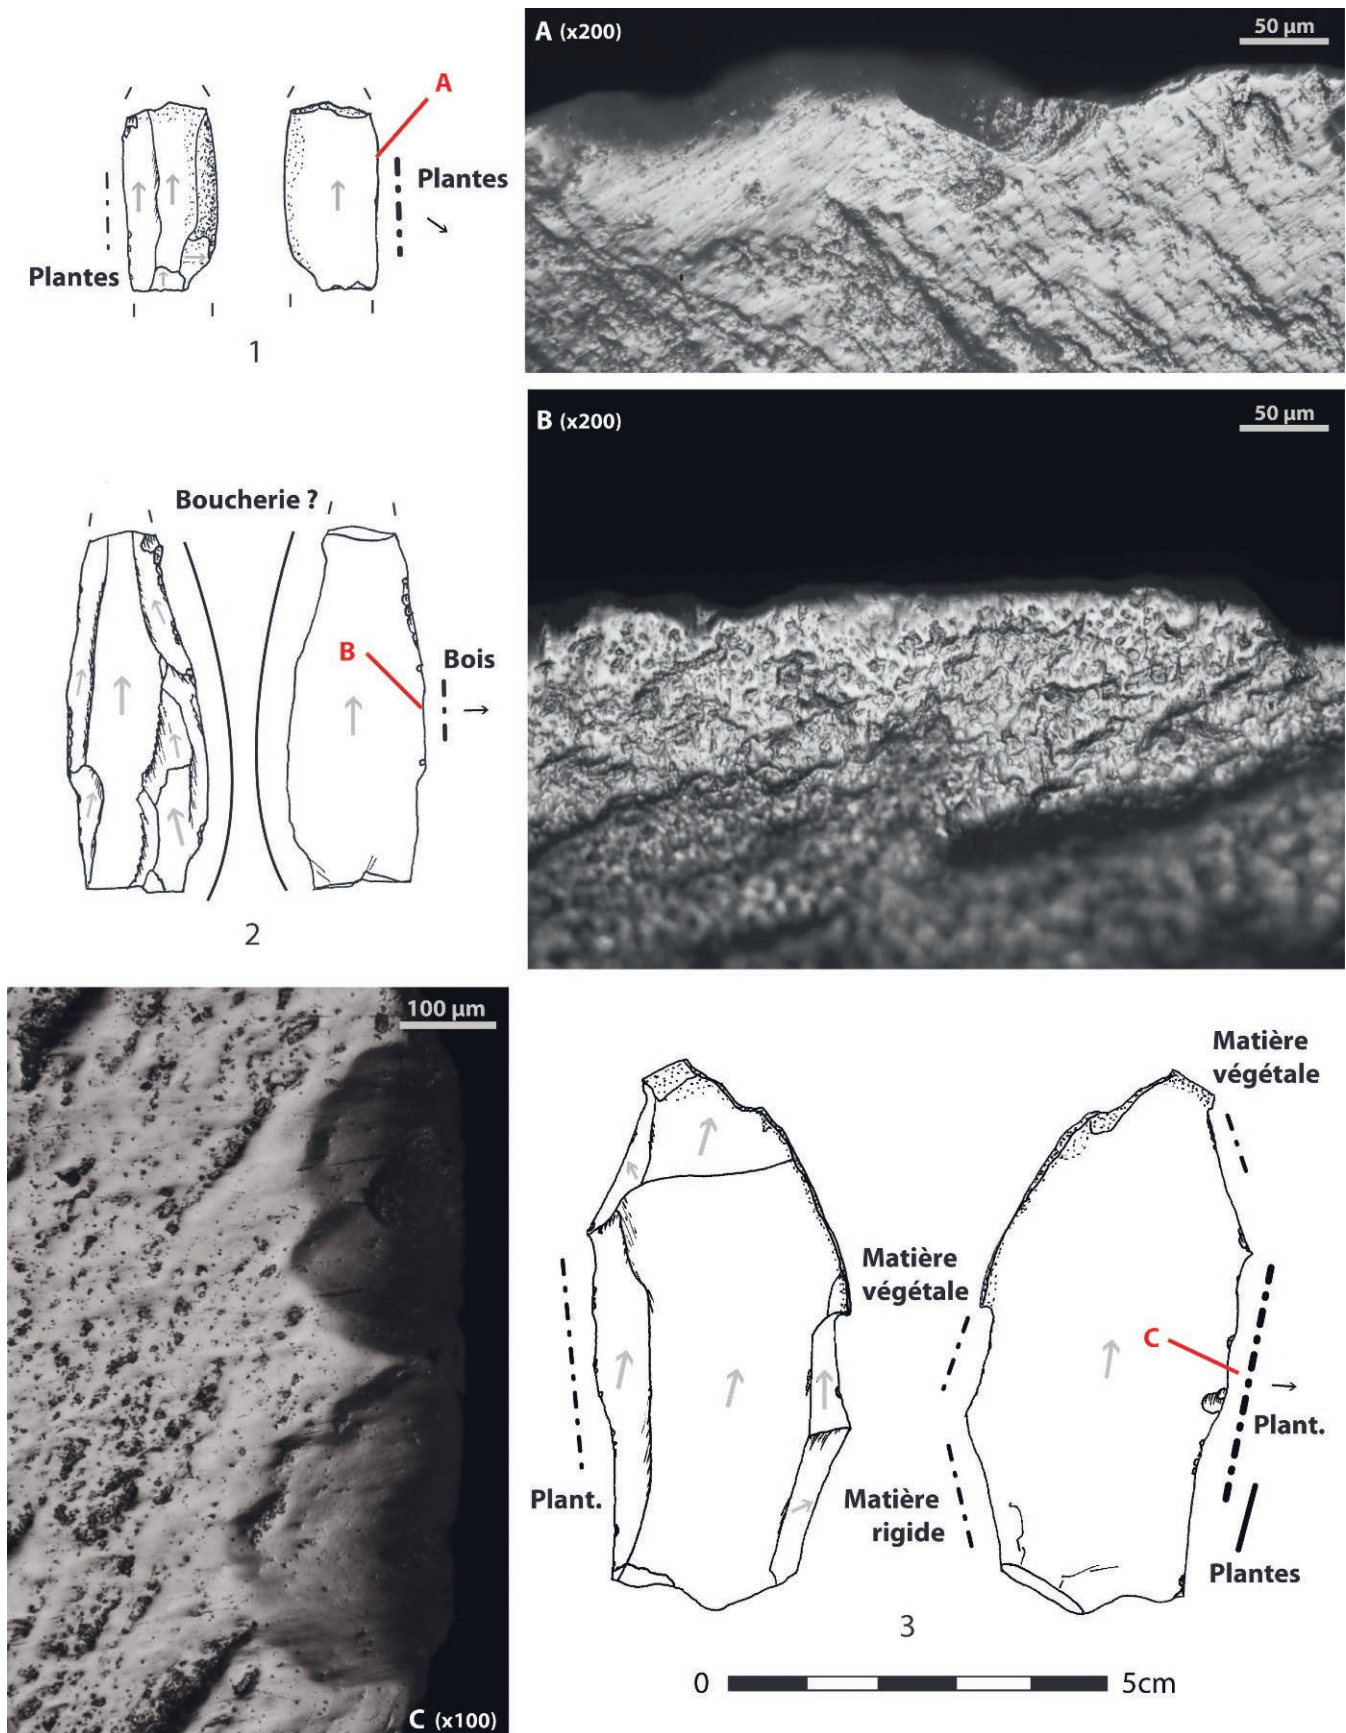 A (x200)
50 µm
A
Plantes
Plantes
1
B (x200)
50 µm
Boucherie ?
B
Bois
2
100 µm
C (x100)
Matière
végétale
Matière
végétale
C
Plant.
Plant.
Matière
rigide
Plantes
3
0
5cm